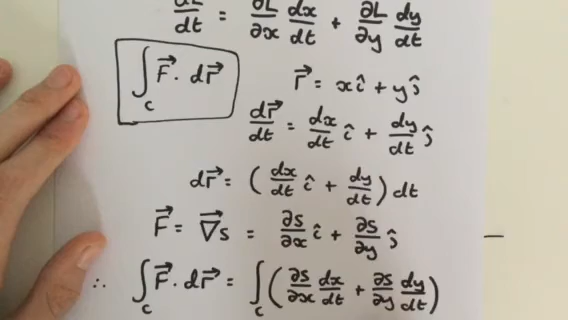 dL/dt = ∂L/∂x dx/dt + ∂L/∂y dy/dt
∫_C F⃗ · dr⃗
r⃗ = xî + yĵ
dr⃗/dt = dx/dt î + dy/dt ĵ
dr⃗ = (dx/dt î + dy/dt) dt
F⃗ = ∇⃗s = ∂s/∂x î + ∂s/∂y ĵ
∴ ∫_C F⃗ · dr⃗ = ∫_C (∂s/∂x dx/dt + ∂s/∂y dy/dt)